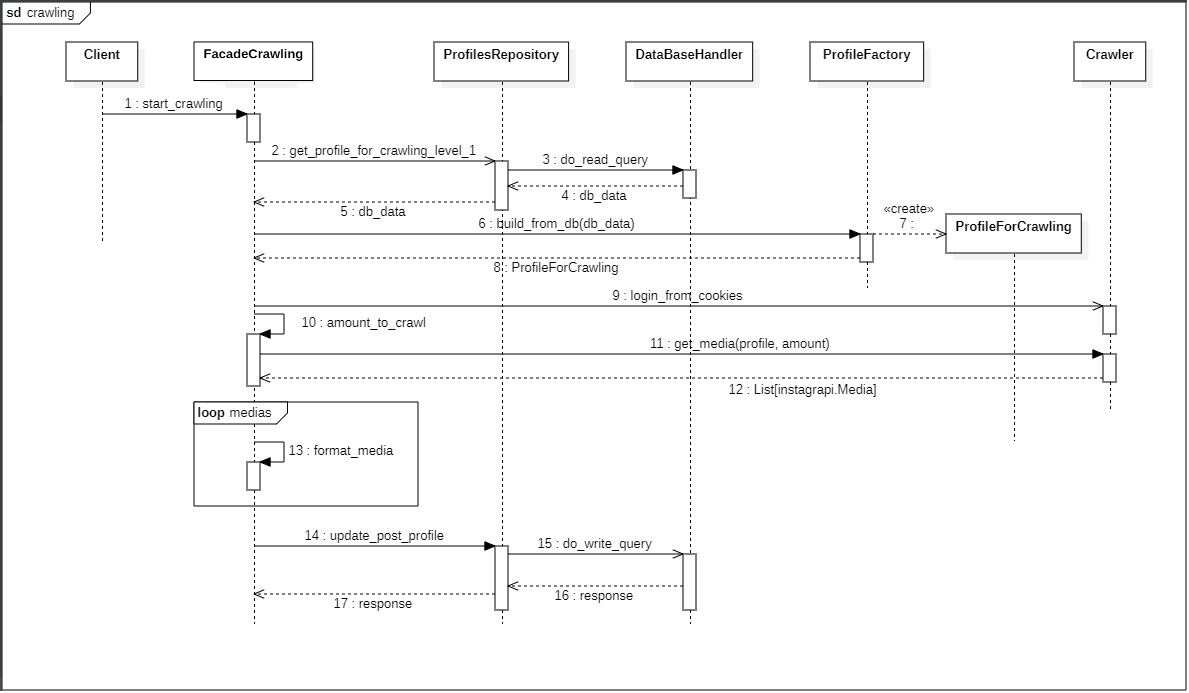 sd crawling
Client
FacadeCrawling
ProfilesRepository
DataBaseHandler
ProfileFactory
Crawler
1 : start_crawling
2 : get_profile_for_crawling_level_1
3 : do_read_query
4 : db_data
5 : db_data
6 : build_from_db(db_data)
«create»
7 :
ProfileForCrawling
8 : ProfileForCrawling
9 : login_from_cookies
10 : amount_to_crawl
11 : get_media(profile, amount)
12 : List[instagrapi.Media]
loop medias
13 : format_media
14 : update_post_profile
15 : do_write_query
16 : response
17 : response